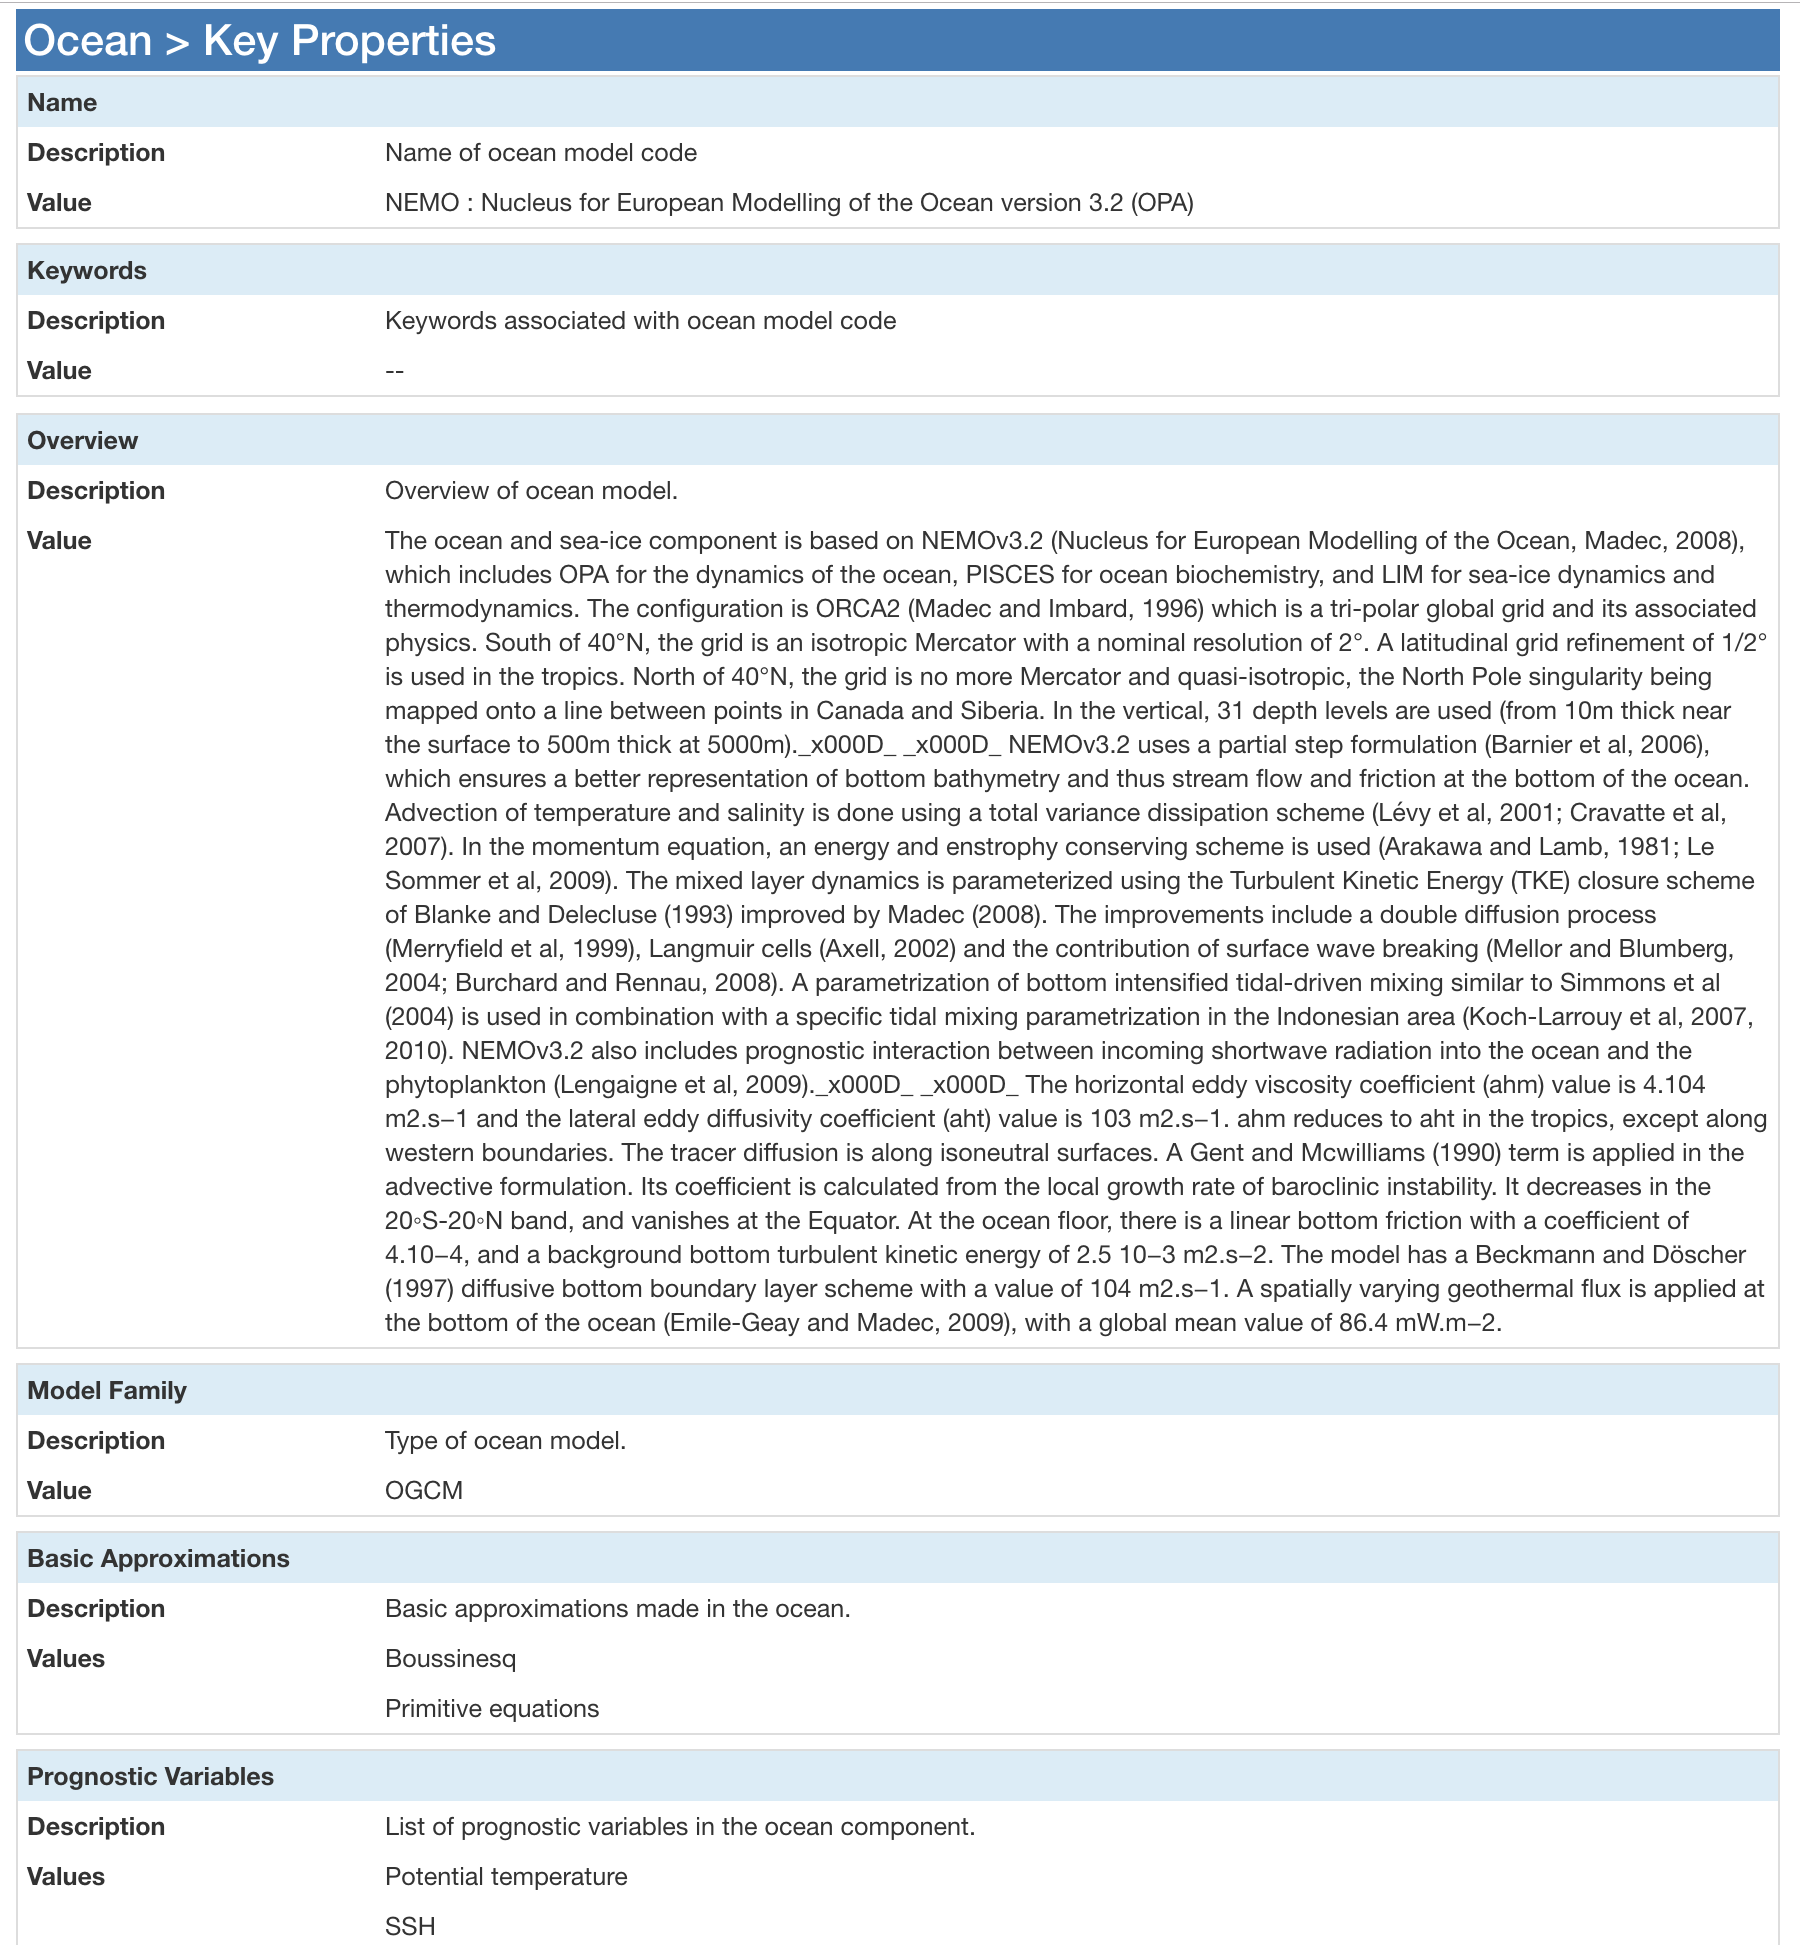 Ocean > Key Properties
Name
Description Name of ocean model code
Value NEMO : Nucleus for European Modelling of the Ocean version 3.2 (OPA)
Keywords
Description Keywords associated with ocean model code
Value --
Overview
Description Overview of ocean model.
Value The ocean and sea-ice component is based on NEMOv3.2 (Nucleus for European Modelling of the Ocean, Madec, 2008),
which includes OPA for the dynamics of the ocean, PISCES for ocean biochemistry, and LIM for sea-ice dynamics and
thermodynamics. The configuration is ORCA2 (Madec and Imbard, 1996) which is a tri-polar global grid and its associated
physics. South of 40°N, the grid is an isotropic Mercator with a nominal resolution of 2°. A latitudinal grid refinement of 1/2°
is used in the tropics. North of 40°N, the grid is no more Mercator and quasi-isotropic, the North Pole singularity being
mapped onto a line between points in Canada and Siberia. In the vertical, 31 depth levels are used (from 10m thick near
the surface to 500m thick at 5000m)._x000D_ _x000D_ NEMOv3.2 uses a partial step formulation (Barnier et al, 2006),
which ensures a better representation of bottom bathymetry and thus stream flow and friction at the bottom of the ocean.
Advection of temperature and salinity is done using a total variance dissipation scheme (Lévy et al, 2001; Cravatte et al,
2007). In the momentum equation, an energy and enstrophy conserving scheme is used (Arakawa and Lamb, 1981; Le
Sommer et al, 2009). The mixed layer dynamics is parameterized using the Turbulent Kinetic Energy (TKE) closure scheme
of Blanke and Delecluse (1993) improved by Madec (2008). The improvements include a double diffusion process
(Merryfield et al, 1999), Langmuir cells (Axell, 2002) and the contribution of surface wave breaking (Mellor and Blumberg,
2004; Burchard and Rennau, 2008). A parametrization of bottom intensified tidal-driven mixing similar to Simmons et al
(2004) is used in combination with a specific tidal mixing parametrization in the Indonesian area (Koch-Larrouy et al, 2007,
2010). NEMOv3.2 also includes prognostic interaction between incoming shortwave radiation into the ocean and the
phytoplankton (Lengaigne et al, 2009)._x000D_ _x000D_ The horizontal eddy viscosity coefficient (ahm) value is 4.104
m2.s−1 and the lateral eddy diffusivity coefficient (aht) value is 103 m2.s−1. ahm reduces to aht in the tropics, except along
western boundaries. The tracer diffusion is along isoneutral surfaces. A Gent and Mcwilliams (1990) term is applied in the
advective formulation. Its coefficient is calculated from the local growth rate of baroclinic instability. It decreases in the
20◦S-20◦N band, and vanishes at the Equator. At the ocean floor, there is a linear bottom friction with a coefficient of
4.10−4, and a background bottom turbulent kinetic energy of 2.5 10−3 m2.s−2. The model has a Beckmann and Döscher
(1997) diffusive bottom boundary layer scheme with a value of 104 m2.s−1. A spatially varying geothermal flux is applied at
the bottom of the ocean (Emile-Geay and Madec, 2009), with a global mean value of 86.4 mW.m−2.
Model Family
Description Type of ocean model.
Value OGCM
Basic Approximations
Description Basic approximations made in the ocean.
Values Boussinesq
Primitive equations
Prognostic Variables
Description List of prognostic variables in the ocean component.
Values Potential temperature
SSH